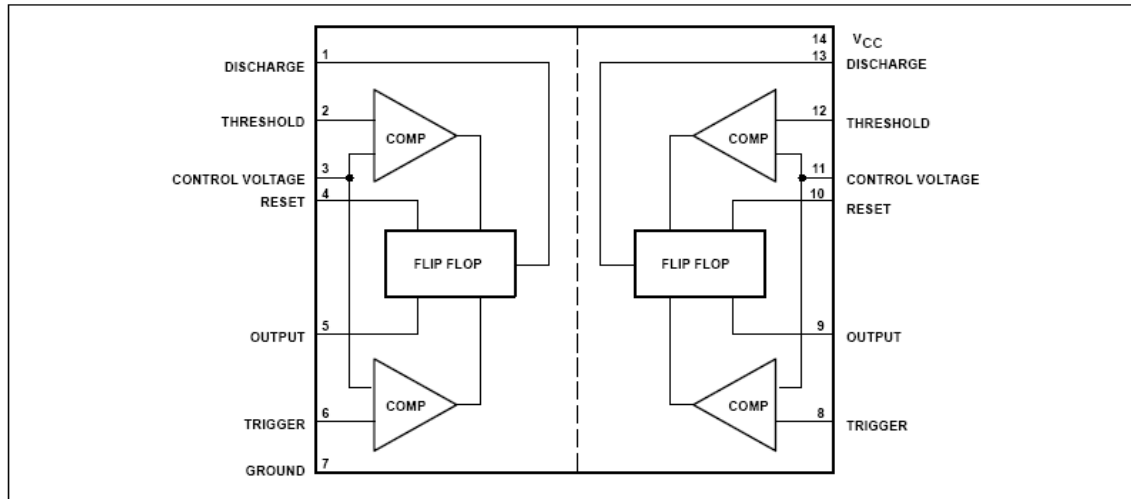 14 VCC
1 13
DISCHARGE DISCHARGE
2 12
THRESHOLD THRESHOLD
COMP COMP
3 11
CONTROL VOLTAGE CONTROL VOLTAGE
4 10
RESET RESET
FLIP FLOP FLIP FLOP
5 9
OUTPUT OUTPUT
COMP COMP
6 8
TRIGGER TRIGGER
7
GROUND